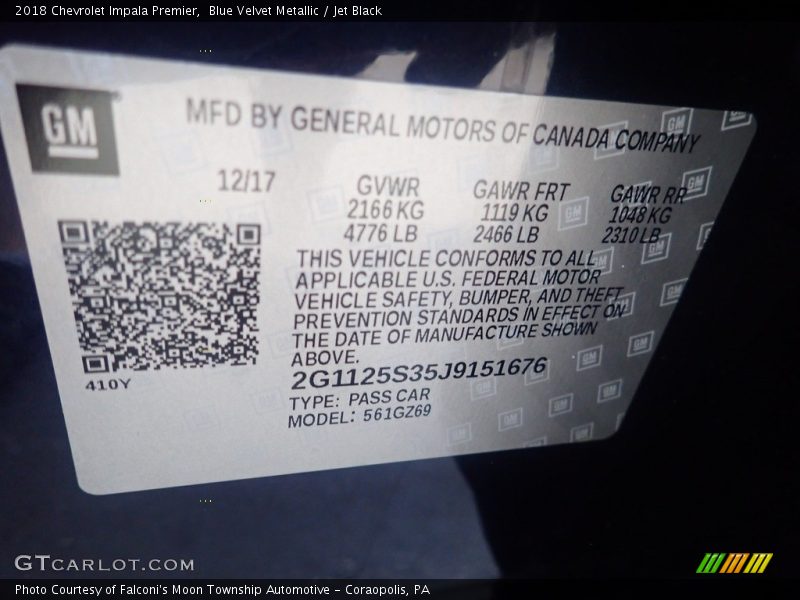 2018 Chevrolet Impala Premier,  Blue Velvet Metallic / Jet Black
GM
MFD BY GENERAL MOTORS OF CANADA COMPANY
12/17 GVWR GAWR FRT GAWR RR
2166 KG 1119 KG 1048 KG
4776 LB 2466 LB 2310 LB
THIS VEHICLE CONFORMS TO ALL
APPLICABLE U.S. FEDERAL MOTOR
VEHICLE SAFETY, BUMPER, AND THEFT
PREVENTION STANDARDS IN EFFECT ON
THE DATE OF MANUFACTURE SHOWN
ABOVE.
410Y
2G1125S35J9151676
TYPE: PASS CAR
MODEL: 561GZ69
GTCARLOT.COM
Photo Courtesy of Falconi's Moon Township Automotive – Coraopolis, PA